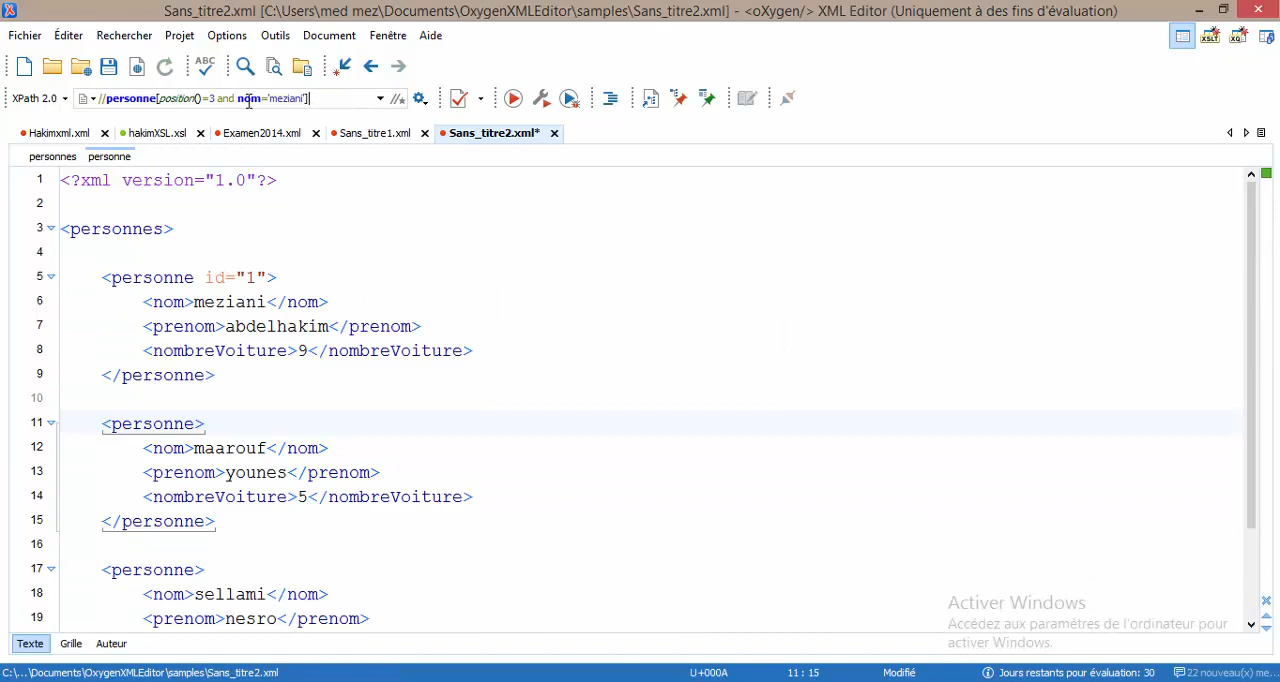 Sans_titre2.xml [C:\Users\med mez\Documents\OxygenXMLEditor\samples\Sans_titre2.xml] - <oXygen/> XML Editor (Uniquement à des fins d'évaluation)
Fichier Éditer Rechercher Projet Options Outils Document Fenêtre Aide
XPath 2.0 //personne[position()=3 and nom='meziani']
Hakimxml.xml hakimXSL.xsl Examen2014.xml Sans_titre1.xml Sans_titre2.xml*
personnes personne
1 <?xml version="1.0"?>
2
3 <personnes>
4
5 <personne id="1">
6 <nom>meziani</nom>
7 <prenom>abdelhakim</prenom>
8 <nombreVoiture>9</nombreVoiture>
9 </personne>
10
11 <personne>
12 <nom>maarouf</nom>
13 <prenom>younes</prenom>
14 <nombreVoiture>5</nombreVoiture>
15 </personne>
16
17 <personne>
18 <nom>sellami</nom>
19 <prenom>nesro</prenom>
Activer Windows
Accédez aux paramètres de l'ordinateur pour
activer Windows.
Texte Grille Auteur
C:\...\Documents\OxygenXMLEditor\samples\Sans_titre2.xml U+000A 11 : 15 Modifié Jours restants pour évaluation: 30 22 nouveau(x) me...